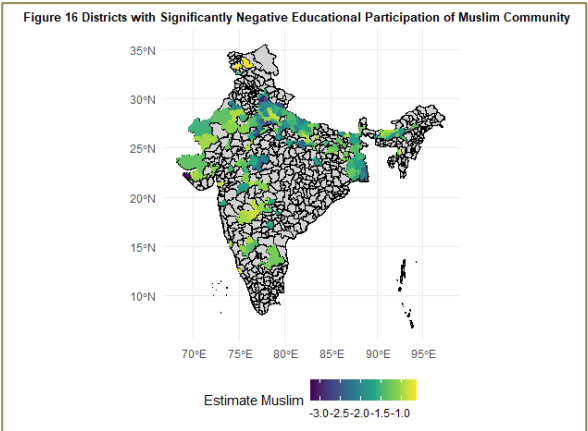 Figure 16 Districts with Significantly Negative Educational Participation of Muslim Community
35°N
30°N
25°N
20°N
15°N
10°N
70°E 75°E 80°E 85°E 90°E 95°E
Estimate Muslim
-3.0-2.5-2.0-1.5-1.0